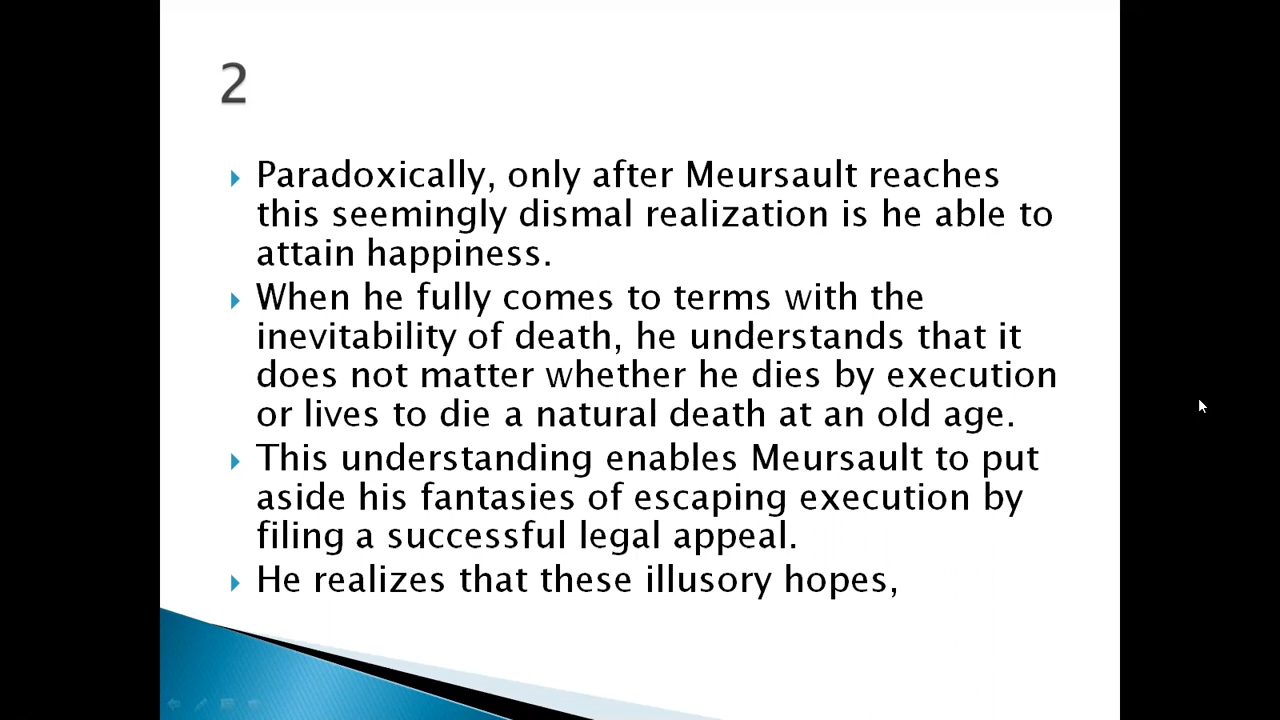 2
Paradoxically, only after Meursault reaches
this seemingly dismal realization is he able to
attain happiness.
When he fully comes to terms with the
inevitability of death, he understands that it
does not matter whether he dies by execution
or lives to die a natural death at an old age.
This understanding enables Meursault to put
aside his fantasies of escaping execution by
filing a successful legal appeal.
He realizes that these illusory hopes,